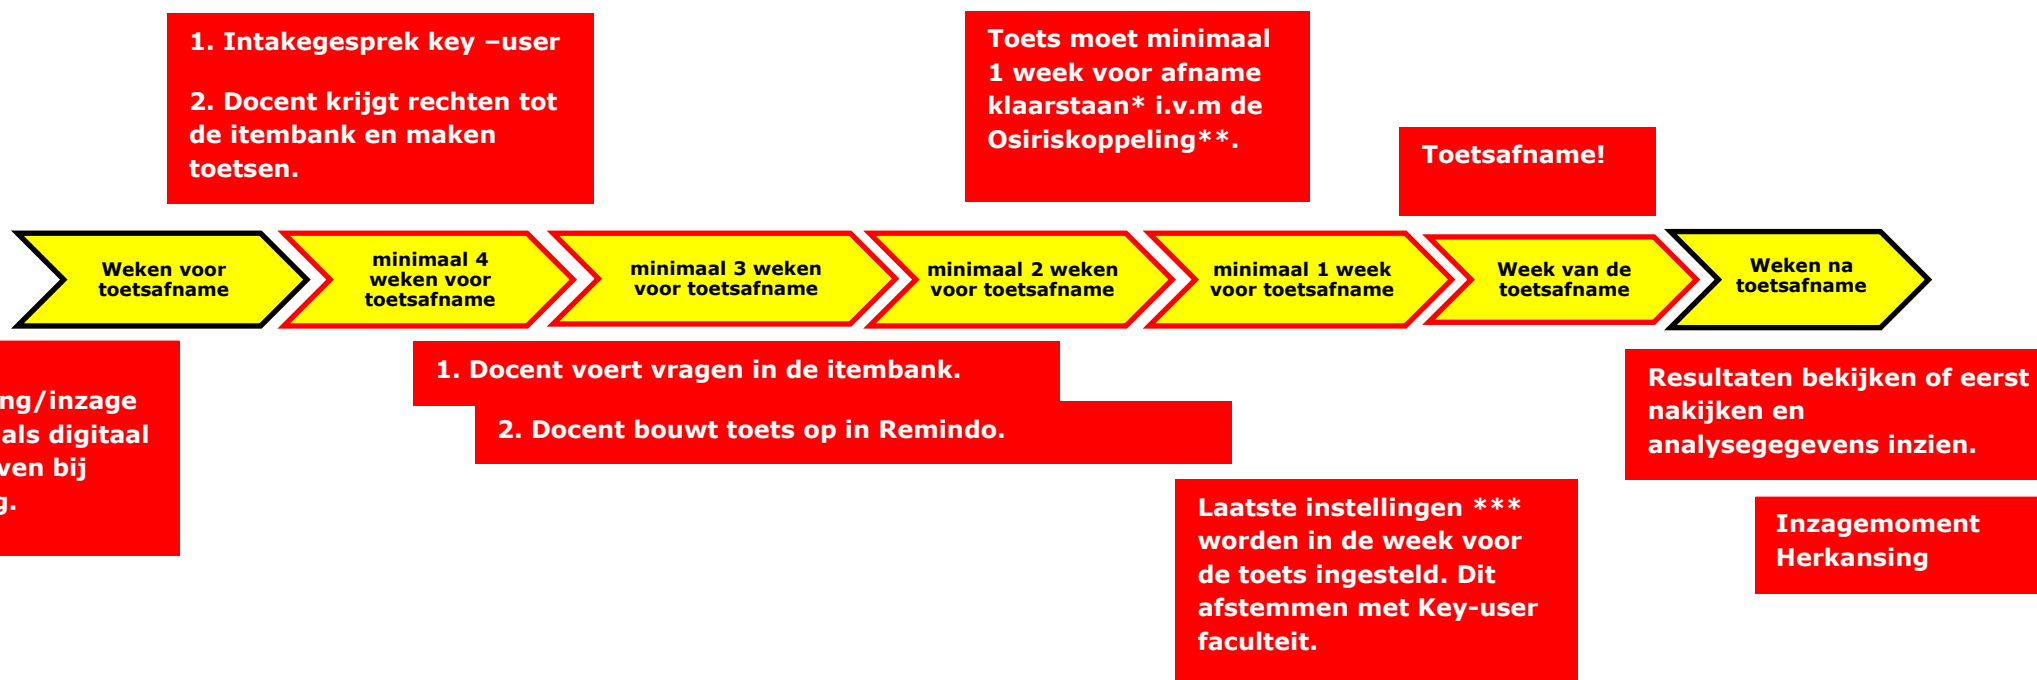 1. Intakegesprek key –user
2. Docent krijgt rechten tot
de itembank en maken
toetsen.
Toets moet minimaal
1 week voor afname
klaarstaan* i.v.m de
Osiriskoppeling**.
Toetsafname!
Weken voor
toetsafname
minimaal 4
weken voor
toetsafname
minimaal 3 weken
voor toetsafname
minimaal 2 weken
voor toetsafname
minimaal 1 week
voor toetsafname
Week van de
toetsafname
Weken na
toetsafname
ng/inzage
als digitaal
ven bij
g.
1. Docent voert vragen in de itembank.
2. Docent bouwt toets op in Remindo.
Laatste instellingen ***
worden in de week voor
de toets ingesteld. Dit
afstemmen met Key-user
faculteit.
Resultaten bekijken of eerst
nakijken en
analysegegevens inzien.
Inzagemoment
Herkansing